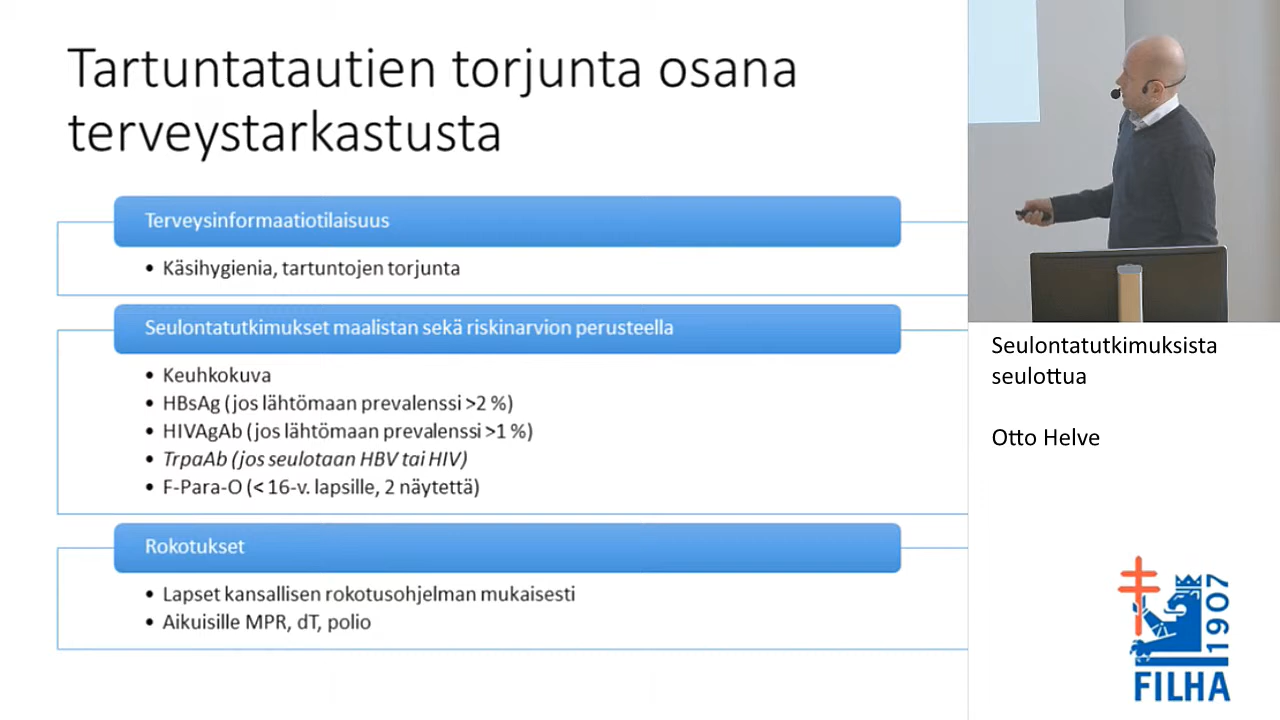 Tartuntatautien torjunta osana
terveystarkastusta
Terveysinformaatiotilaisuus
• Käsihygienia, tartuntojen torjunta
Seulontatutkimukset maalistan sekä riskinarvion perusteella
• Keuhkokuva
• HBsAg (jos lähtömaan prevalenssi >2 %)
• HIVAgAb (jos lähtömaan prevalenssi >1 %)
• TrpaAb (jos seulotaan HBV tai HIV)
• F-Para-O (< 16-v. lapsille, 2 näytettä)
Rokotukset
• Lapset kansallisen rokotusohjelman mukaisesti
• Aikuisille MPR, dT, polio
Seulontatutkimuksista
seulottua
Otto Helve
1907
FILHA